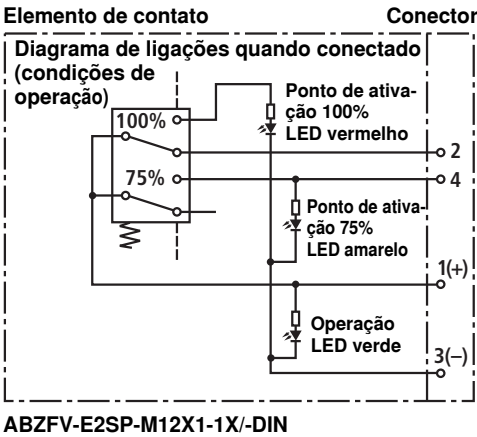 Elemento de contato
Conector
Diagrama de ligações quando conectado
(condições de
operação)
Ponto de ativa-
ção 100%
LED vermelho
100%
2
75%
4
Ponto de ativa-
ção 75%
LED amarelo
1(+)
Operação
LED verde
3(–)
ABZFV-E2SP-M12X1-1X/-DIN